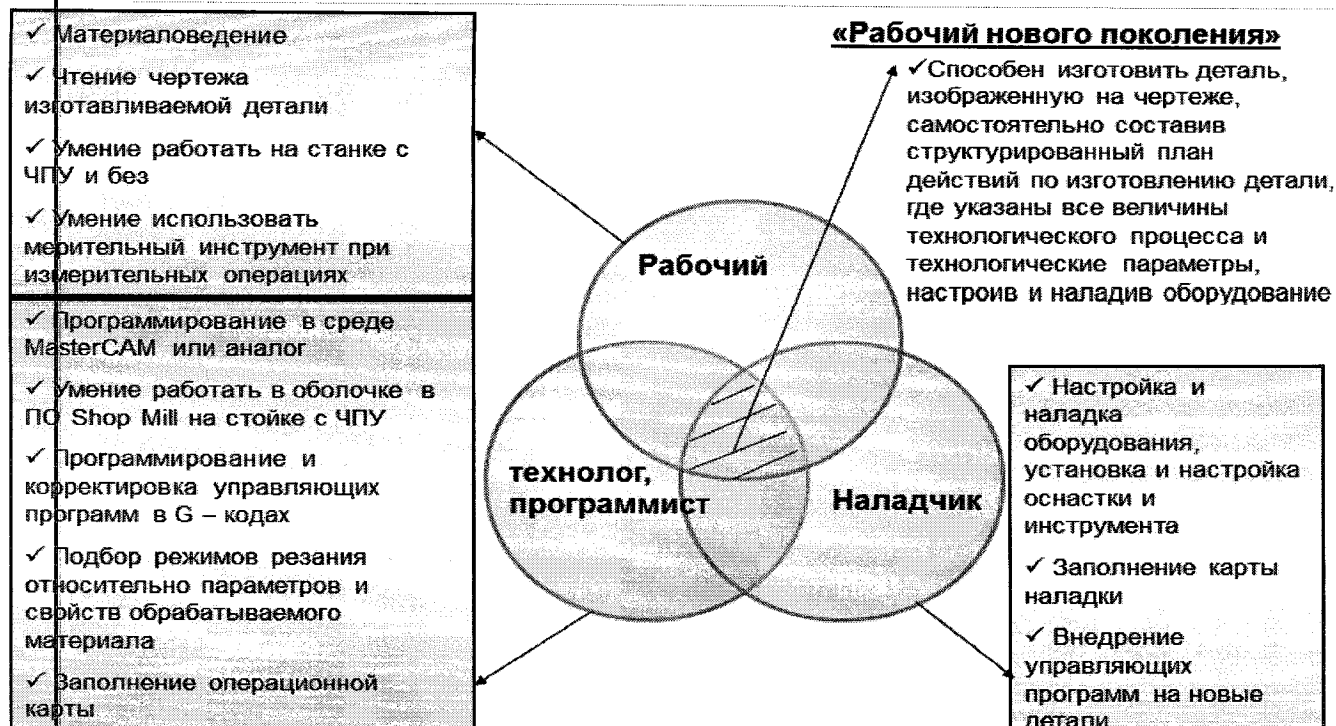 ✓ Материаловедение
✓ Чтение чертежа
изготавливаемой детали
✓ Умение работать на станке с
ЧПУ и без
✓ Умение использовать
мерительный инструмент при
измерительных операциях
✓ Программирование в среде
MasterCAM или аналог
✓ Умение работать в оболочке в
ПО Shop Mill на стойке с ЧПУ
✓ Программирование и
корректировка управляющих
программ в G – кодах
✓ Подбор режимов резания
относительно параметров и
свойств обрабатываемого
материала
✓ Заполнение операционной
карты
«Рабочий нового поколения»
✓Способен изготовить деталь,
изображенную на чертеже,
самостоятельно составив
структурированный план
действий по изготовлению детали,
где указаны все величины
технологического процесса и
технологические параметры,
настроив и наладив оборудование
Рабочий
технолог,
программист
Наладчик
✓ Настройка и
наладка
оборудования,
установка и настройка
оснастки и
инструмента
✓ Заполнение карты
наладки
✓ Внедрение
управляющих
программ на новые
детали